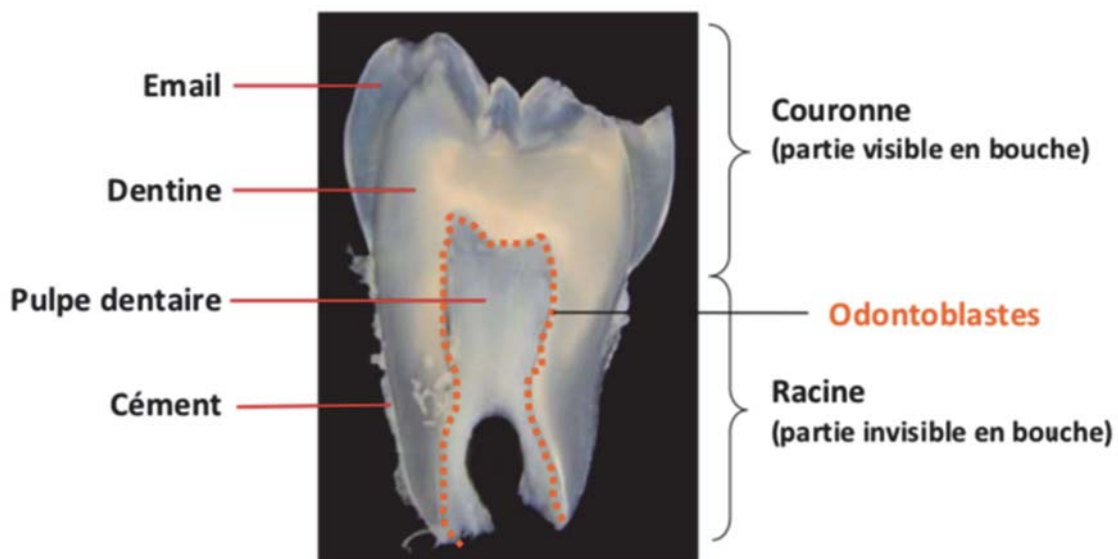 Email
Dentine
Pulpe dentaire
Cément
Couronne
(partie visible en bouche)
Odontoblastes
Racine
(partie invisible en bouche)